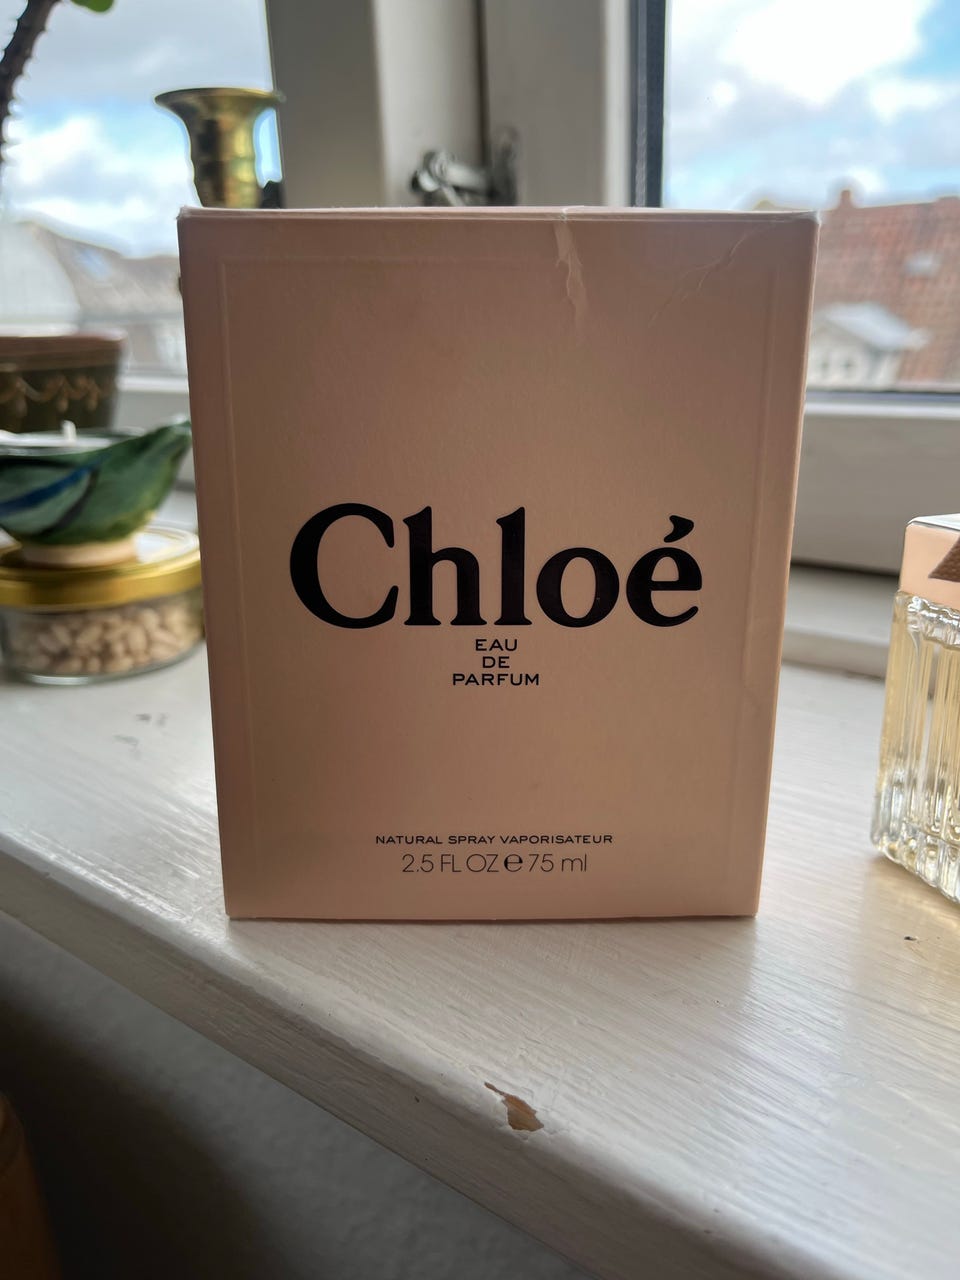 Chloé
EAU
DE
PARFUM
NATURAL SPRAY VAPORISATEUR
2.5 FL OZ ℮ 75 ml